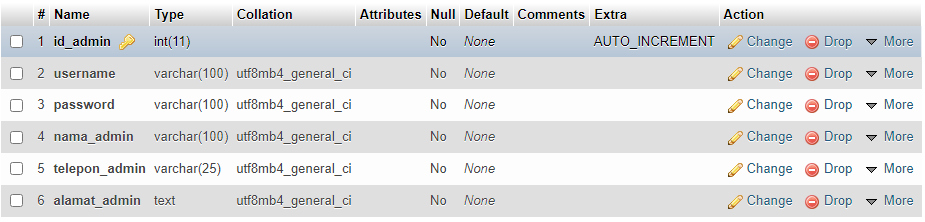 # Name Type Collation Attributes Null Default Comments Extra Action
1 id_admin int(11) No None AUTO_INCREMENT Change Drop More
2 username varchar(100) utf8mb4_general_ci No None Change Drop More
3 password varchar(100) utf8mb4_general_ci No None Change Drop More
4 nama_admin varchar(100) utf8mb4_general_ci No None Change Drop More
5 telepon_admin varchar(25) utf8mb4_general_ci No None Change Drop More
6 alamat_admin text utf8mb4_general_ci No None Change Drop More